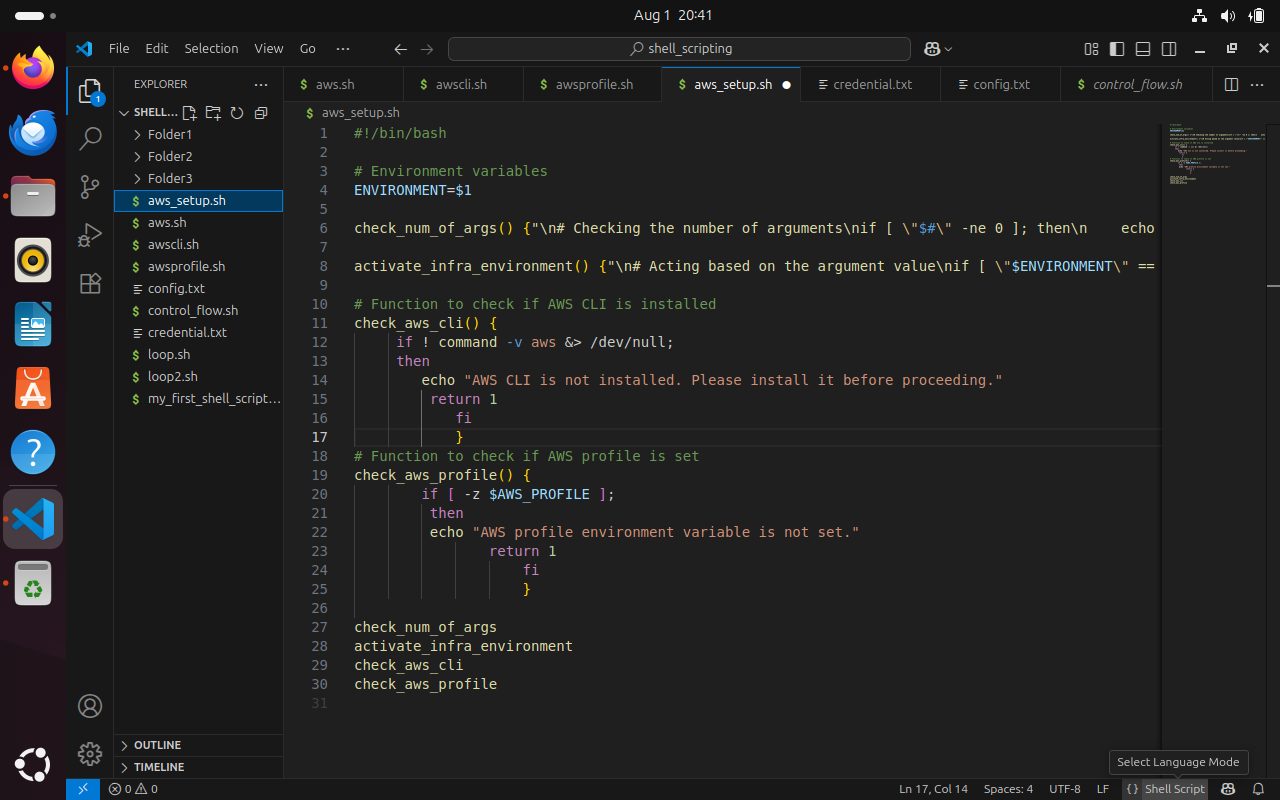 Aug 1 20:41
File Edit Selection View Go ···
shell_scripting
EXPLORER
SHELL...
Folder1
Folder2
Folder3
aws_setup.sh
aws.sh
awscli.sh
awsprofile.sh
config.txt
control_flow.sh
credential.txt
loop.sh
loop2.sh
my_first_shell_script...
OUTLINE
TIMELINE
1
aws.sh awscli.sh awsprofile.sh aws_setup.sh credential.txt config.txt control_flow.sh
aws_setup.sh
1 #!/bin/bash
2
3 # Environment variables
4 ENVIRONMENT=$1
5
6 check_num_of_args() {"\n# Checking the number of arguments\nif [ \"$#\" -ne 0 ]; then\n    echo
7
8 activate_infra_environment() {"\n# Acting based on the argument value\nif [ \"$ENVIRONMENT\" ==
9
10 # Function to check if AWS CLI is installed
11 check_aws_cli() {
12 if ! command -v aws &> /dev/null;
13 then
14 echo "AWS CLI is not installed. Please install it before proceeding."
15 return 1
16 fi
17 }
18 # Function to check if AWS profile is set
19 check_aws_profile() {
20 if [ -z $AWS_PROFILE ];
21 then
22 echo "AWS profile environment variable is not set."
23 return 1
24 fi
25 }
26
27 check_num_of_args
28 activate_infra_environment
29 check_aws_cli
30 check_aws_profile
31
Select Language Mode
0 0 Ln 17, Col 14 Spaces: 4 UTF-8 LF {} Shell Script